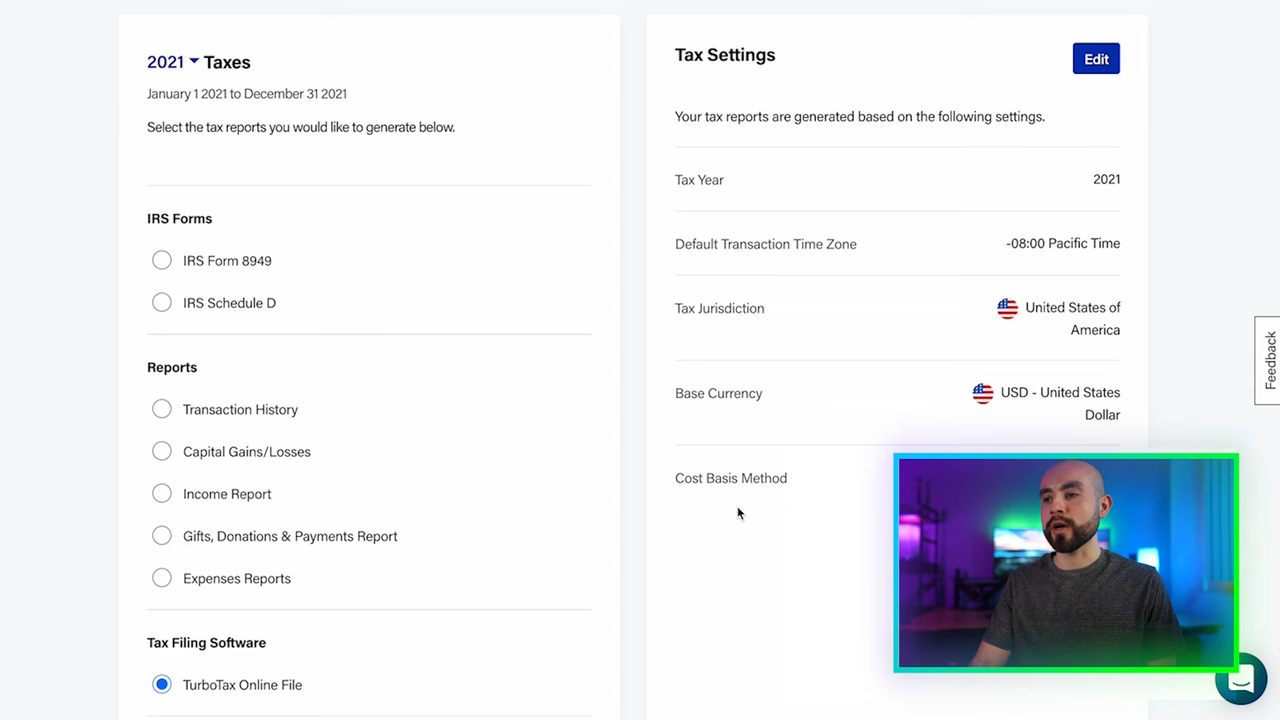 2021 Taxes
January 1 2021 to December 31 2021
Select the tax reports you would like to generate below.
IRS Forms
IRS Form 8949
IRS Schedule D
Reports
Transaction History
Capital Gains/Losses
Income Report
Gifts, Donations & Payments Report
Expenses Reports
Tax Filing Software
TurboTax Online File
Tax Settings
Edit
Your tax reports are generated based on the following settings.
Tax Year
2021
Default Transaction Time Zone
-08:00 Pacific Time
Tax Jurisdiction
United States of
America
Base Currency
USD - United States
Dollar
Cost Basis Method
Feedback